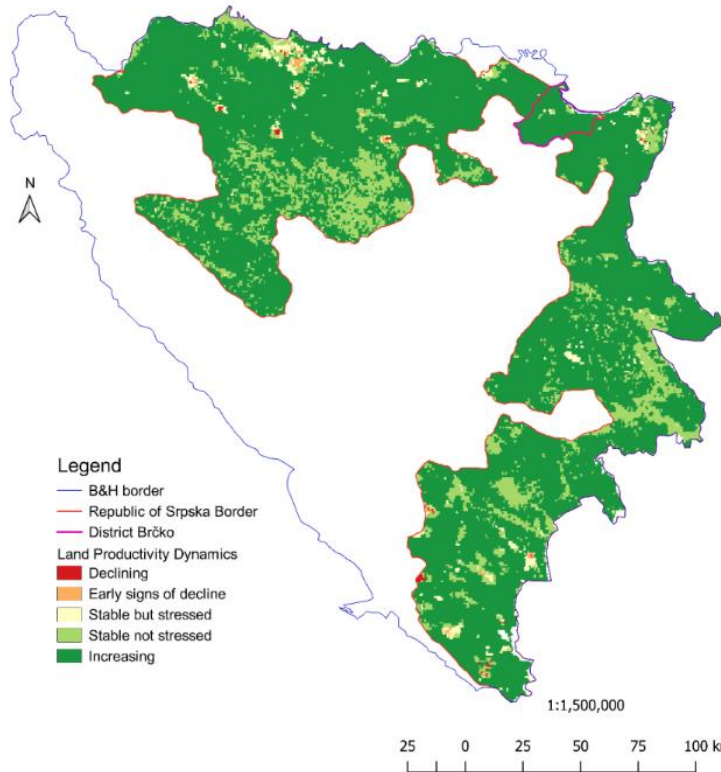 N
Legend
B&H border
Republic of Srpska Border
District Brčko
Land Productivity Dynamics
Declining
Early signs of decline
Stable but stressed
Stable not stressed
Increasing
1:1,500,000
25 0 25 50 75 100 k